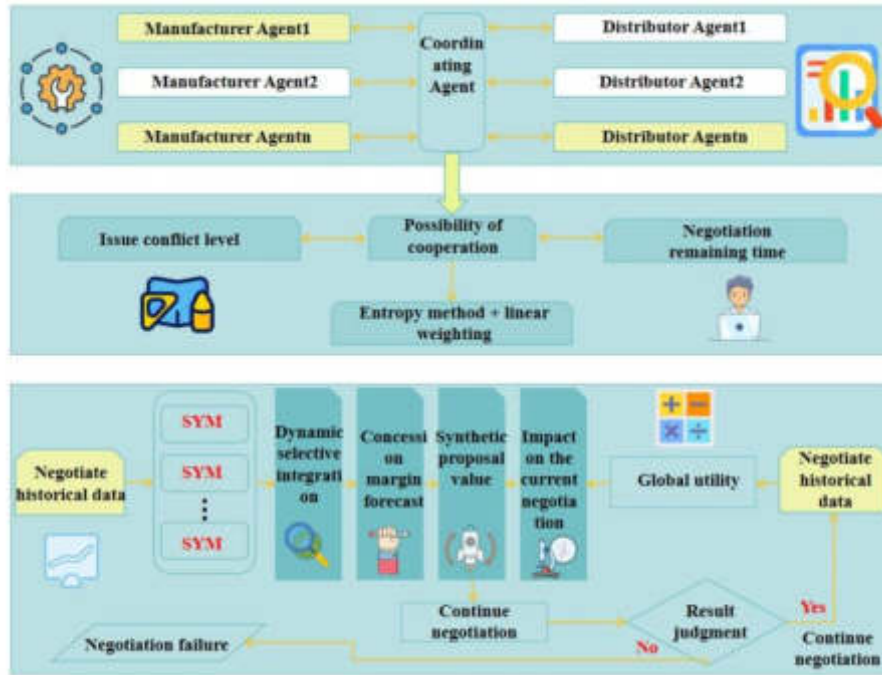 Manufacturer Agent1
Coordin
ating
Agent
Distributor Agent1
Manufacturer Agent2
Distributor Agent2
Manufacturer Agentn
Distributor Agentn
Issue conflict level
Possibility of
cooperation
Negotiation
remaining time
Entropy method + linear
weighting
Negotiate
historical data
SYM
SYM
SYM
Dynamic
selective
integrati
on
Concessi
on
margin
forecast
Synthetic
proposal
value
Impact
on the
current
negotia
tion
Global utility
Negotiate
historical
data
Continue
negotiation
Result
judgment
Yes
No
Continue
negotiation
Negotiation failure